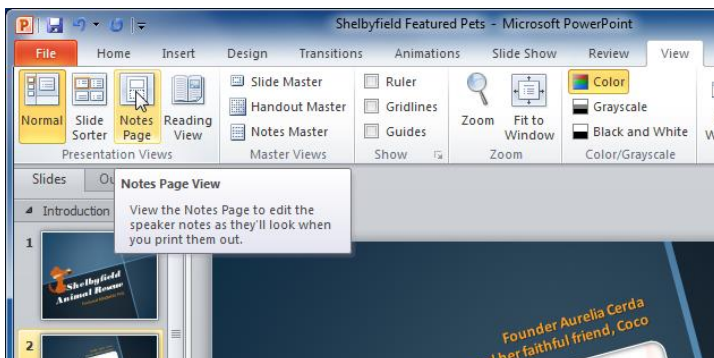 Shelbyfield Featured Pets - Microsoft PowerPoint
File Home Insert Design Transitions Animations Slide Show Review View
Normal
Slide Sorter
Notes Page
Reading View
Presentation Views
Slide Master
Handout Master
Notes Master
Master Views
Ruler
Gridlines
Guides
Show
Zoom
Fit to Window
Zoom
Color
Grayscale
Black and White
Color/Grayscale
W
Slides Ou
Notes Page View
View the Notes Page to edit the
speaker notes as they'll look when
you print them out.
Introduction
1
Shelbyfield
Animal Rescue
2
Founder Aurelia Cerda
her faithful friend, Coco